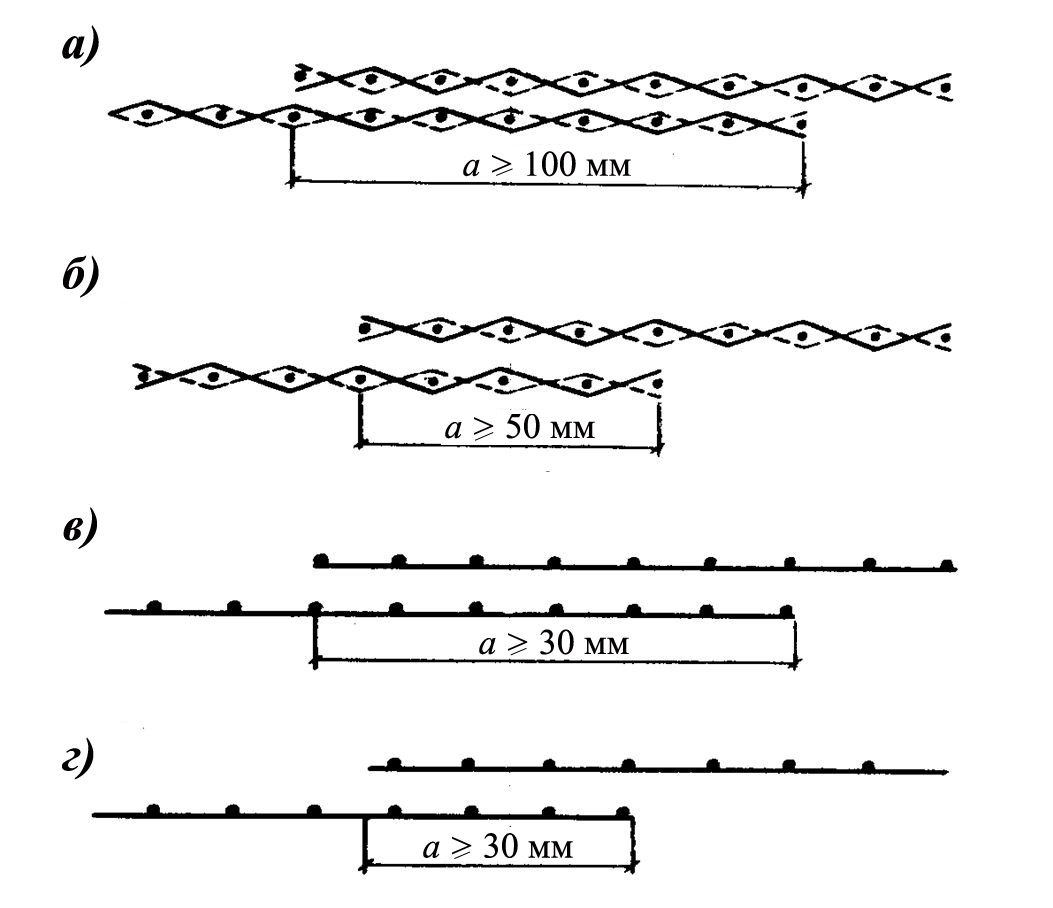 а)
a ⩾ 100 мм
б)
a ⩾ 50 мм
в)
a ⩾ 30 мм
г)
a ⩾ 30 мм